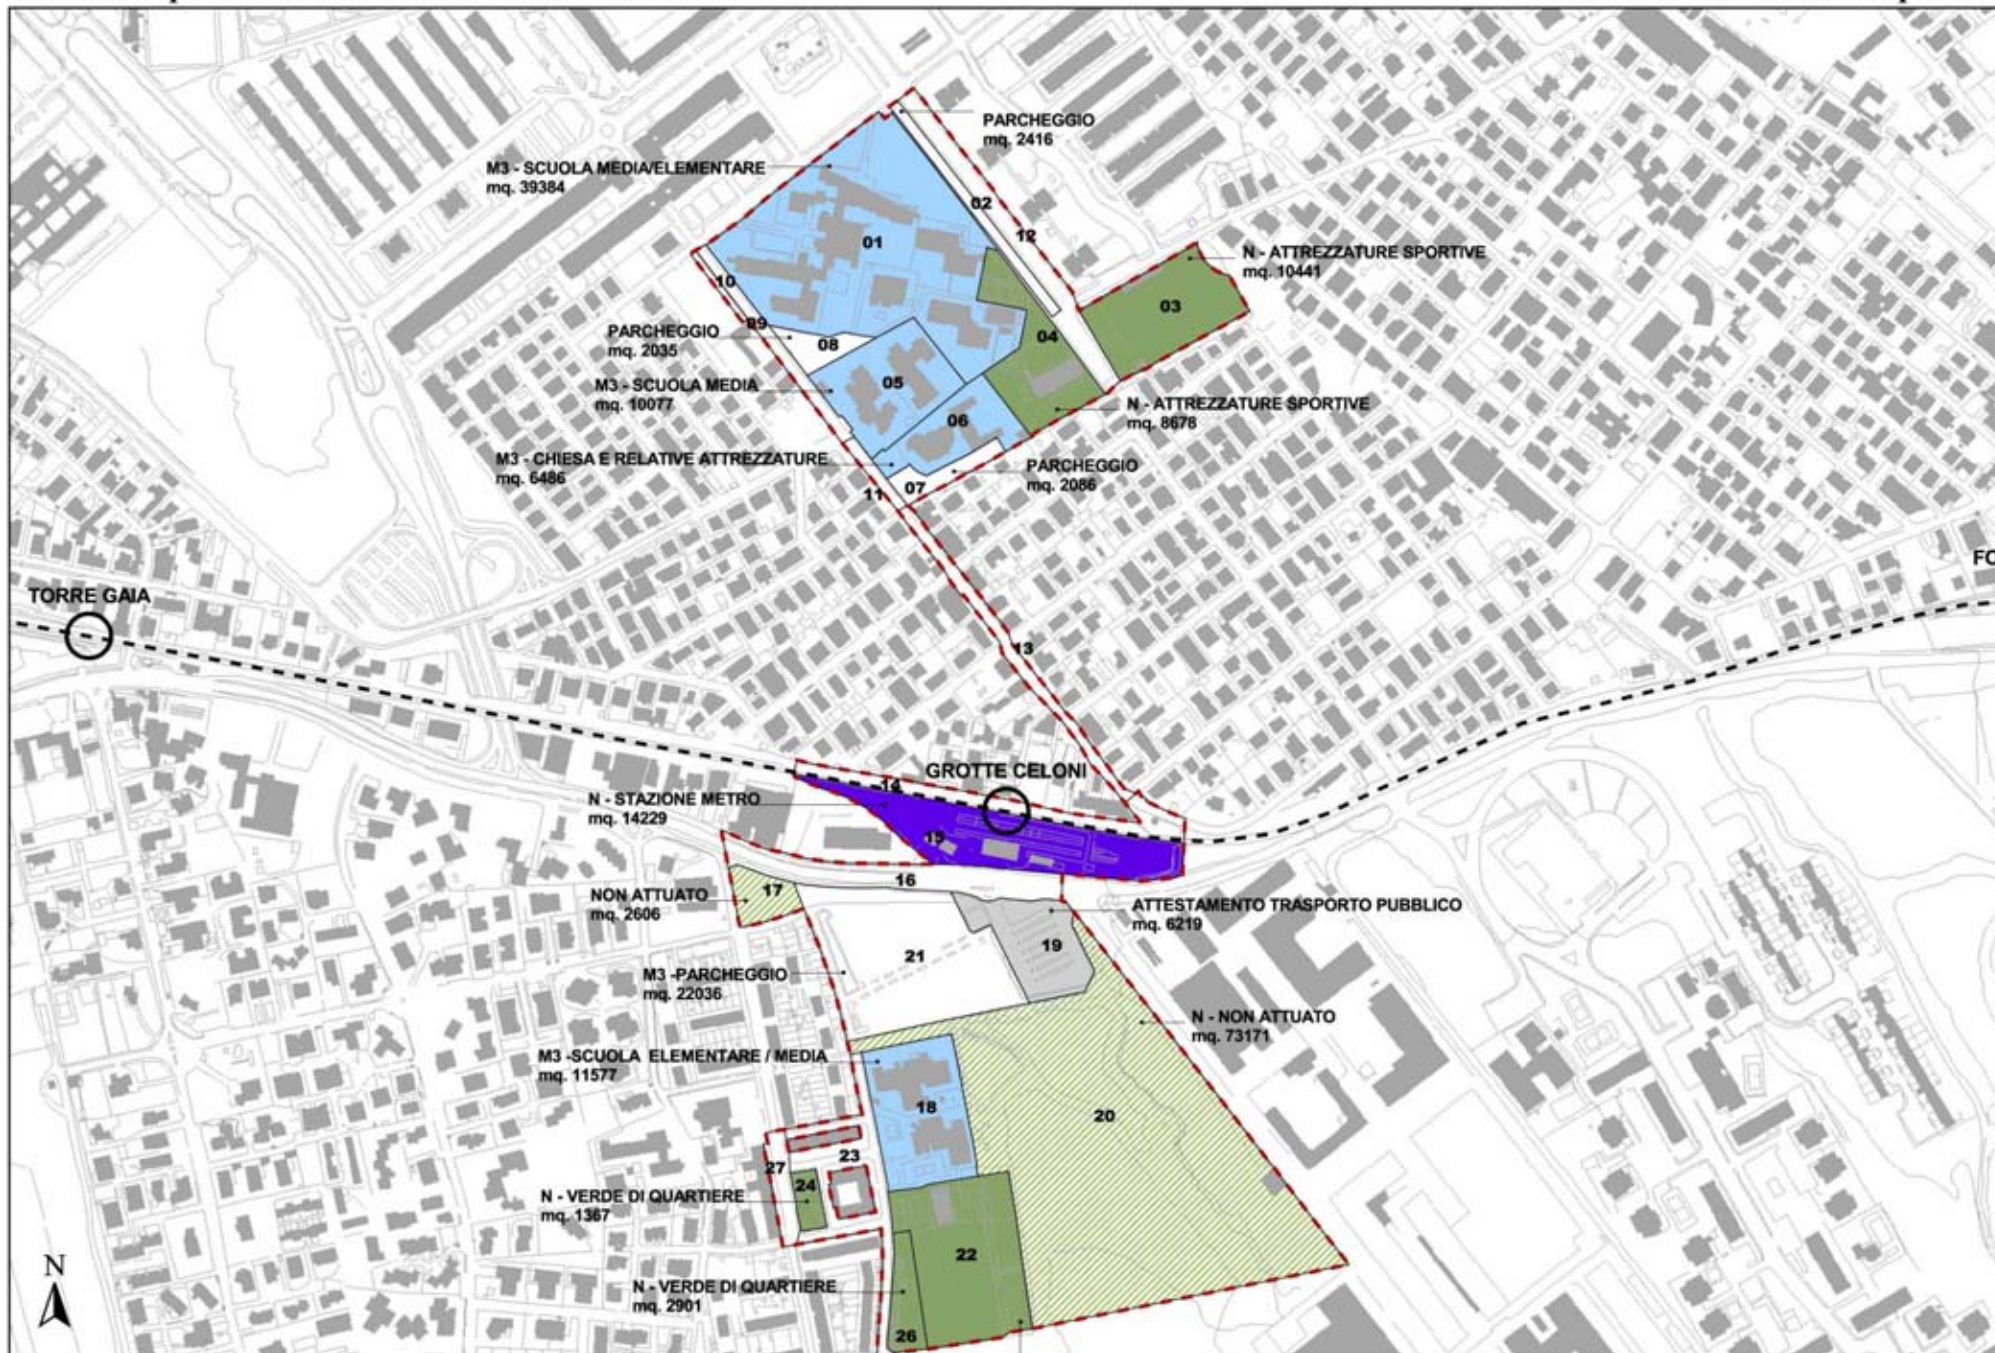 PARCHEGGIO
mq. 2416
M3 - SCUOLA MEDIA/ELEMENTARE
mq. 39384
02
12
01
N - ATTREZZATURE SPORTIVE
mq. 10441
10
03
09
PARCHEGGIO
mq. 2035
08
04
M3 - SCUOLA MEDIA
mq. 10077
05
N - ATTREZZATURE SPORTIVE
mq. 8678
06
M3 - CHIESA E RELATIVE ATTREZZATURE
mq. 6486
PARCHEGGIO
mq. 2086
11
07
TORRE GAIA
13
GROTTE CELONI
14
N - STAZIONE METRO
mq. 14229
15
16
17
NON ATTUATO
mq. 2606
ATTESTAMENTO TRASPORTO PUBBLICO
mq. 6219
19
21
M3 -PARCHEGGIO
mq. 22036
N - NON ATTUATO
mq. 73171
M3 -SCUOLA ELEMENTARE / MEDIA
mq. 11577
18
20
23
27
24
N - VERDE DI QUARTIERE
mq. 1367
22
N
N - VERDE DI QUARTIERE
mq. 2901
26